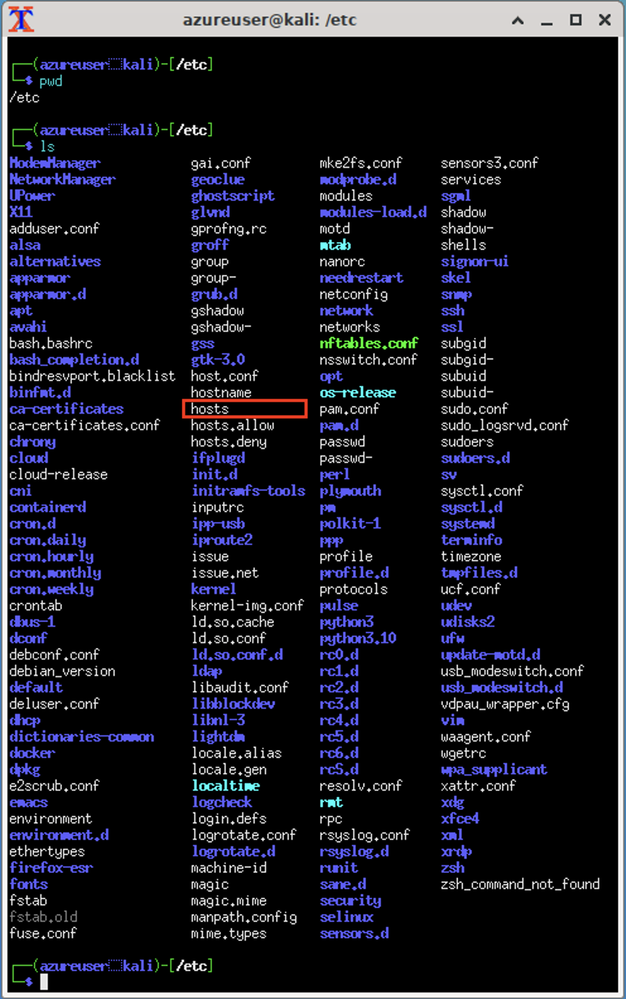 azureuser@kali: /etc
┌──(azureuser㉿kali)-[/etc]
└─$ pwd
/etc
┌──(azureuser㉿kali)-[/etc]
└─$ ls
ModemManager gai.conf mke2fs.conf sensors3.conf
NetworkManager geoclue modprobe.d services
UPower ghostscript modules sgml
X11 glvnd modules-load.d shadow
adduser.conf gprofng.rc motd shadow-
alsa groff mtab shells
alternatives group nanorc signon-ui
apparmor group- needrestart skel
apparmor.d grub.d netconfig snmp
apt gshadow network ssh
avahi gshadow- networks ssl
bash.bashrc gss nftables.conf subgid
bash_completion.d gtk-3.0 nsswitch.conf subgid-
bindresvport.blacklist host.conf opt subuid
binfmt.d hostname os-release subuid-
ca-certificates hosts pam.conf sudo.conf
ca-certificates.conf hosts.allow pam.d sudo_logsrvd.conf
chrony hosts.deny passwd sudoers
cloud ifplugd passwd- sudoers.d
cloud-release init.d perl sv
cni initramfs-tools plymouth sysctl.conf
containerd inputrc pm sysctl.d
cron.d ipp-usb polkit-1 systemd
cron.daily iproute2 ppp terminfo
cron.hourly issue profile timezone
cron.monthly issue.net profile.d tmpfiles.d
cron.weekly kernel protocols ucf.conf
crontab kernel-img.conf pulse udev
dbus-1 ld.so.cache python3 udisks2
dconf ld.so.conf python3.10 ufw
debconf.conf ld.so.conf.d rc0.d update-motd.d
debian_version ldap rc1.d usb_modeswitch.conf
default libaudit.conf rc2.d usb_modeswitch.d
deluser.conf libblockdev rc3.d vdpau_wrapper.cfg
dhcp libnl-3 rc4.d vim
dictionaries-common lightdm rc5.d waagent.conf
docker locale.alias rc6.d wgetrc
dpkg locale.gen rcS.d wpa_supplicant
e2scrub.conf localtime resolv.conf xattr.conf
emacs logcheck rmt xdg
environment login.defs rpc xfce4
environment.d logrotate.conf rsyslog.conf xml
ethertypes logrotate.d rsyslog.d xrdp
firefox-esr machine-id runit zsh
fonts magic sane.d zsh_command_not_found
fstab magic.mime security
fstab.old manpath.config selinux
fuse.conf mime.types sensors.d
┌──(azureuser㉿kali)-[/etc]
└─$